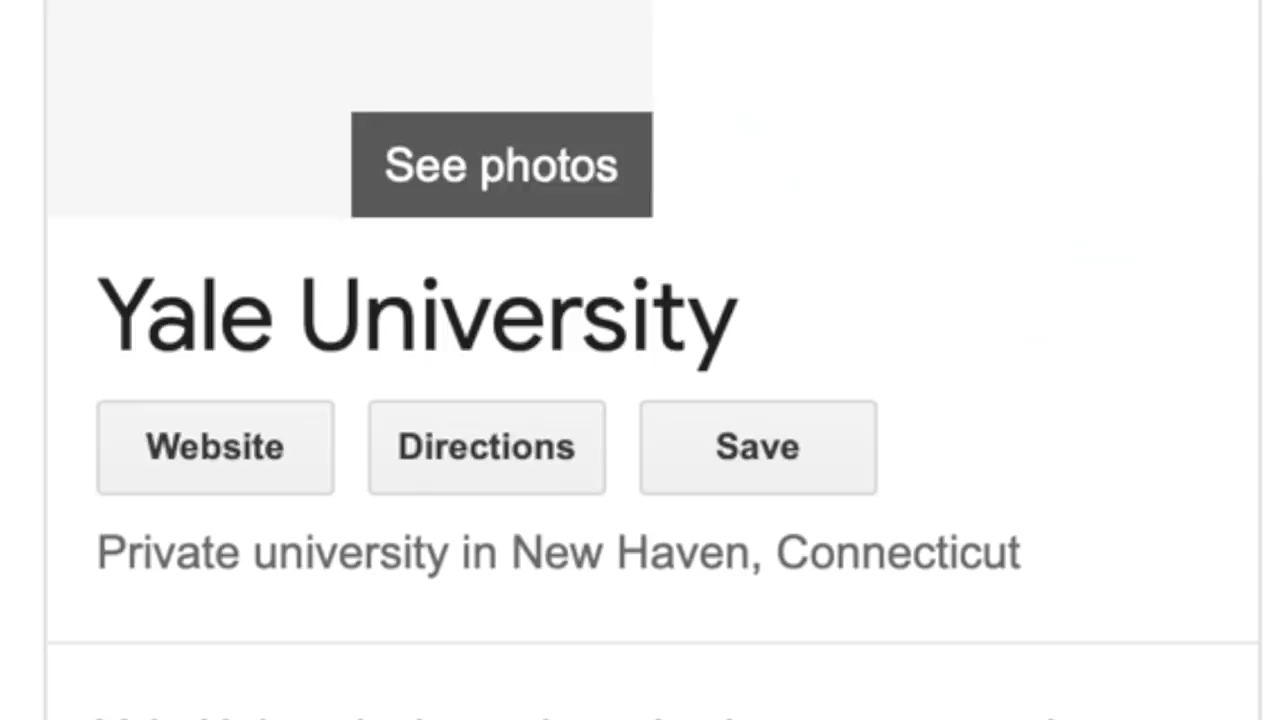 See photos
Yale University
Website Directions Save
Private university in New Haven, Connecticut